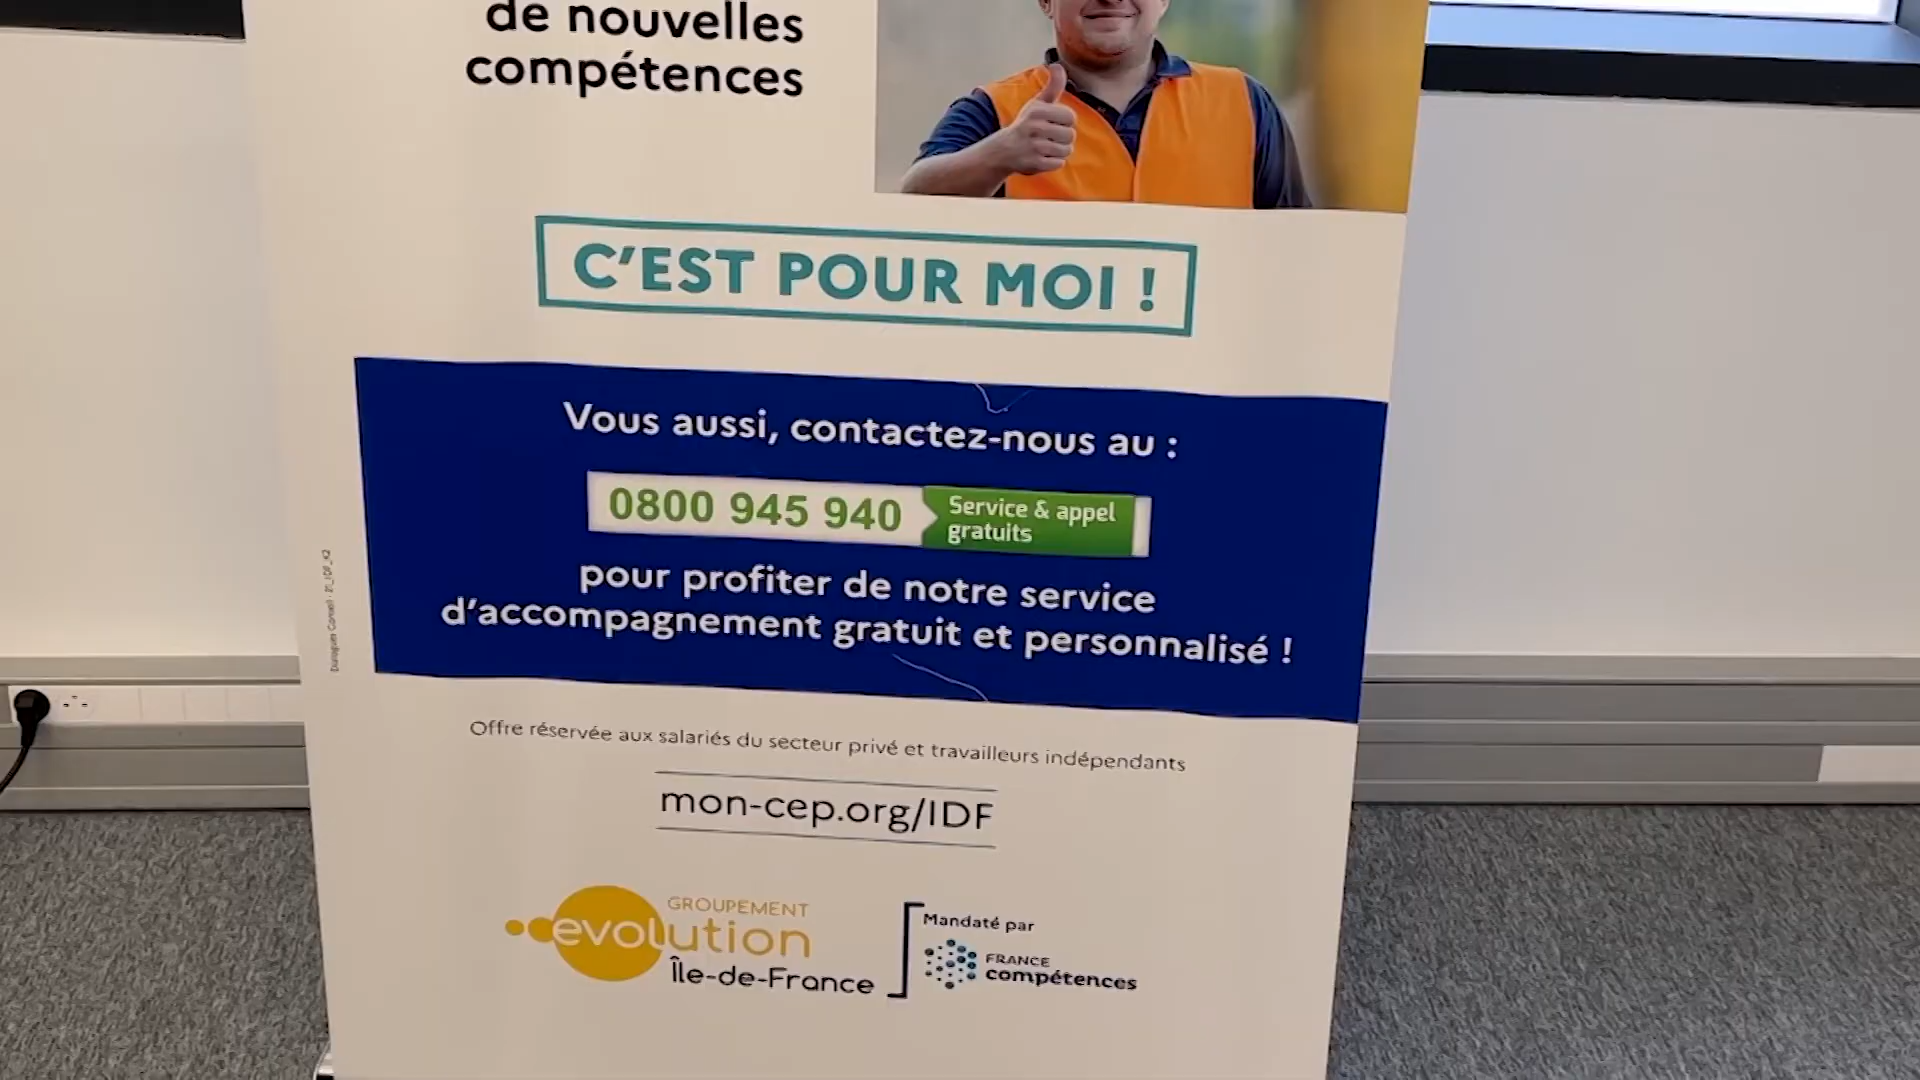 de nouvelles
compétences
C'EST POUR MOI !
Vous aussi, contactez-nous au :
0800 945 940
Service & appel
gratuits
pour profiter de notre service
d'accompagnement gratuit et personnalisé !
Offre réservée aux salariés du secteur privé et travailleurs indépendants
mon-cep.org/IDF
GROUPEMENT
evolution
Île-de-France
Mandaté par
FRANCE
compétences